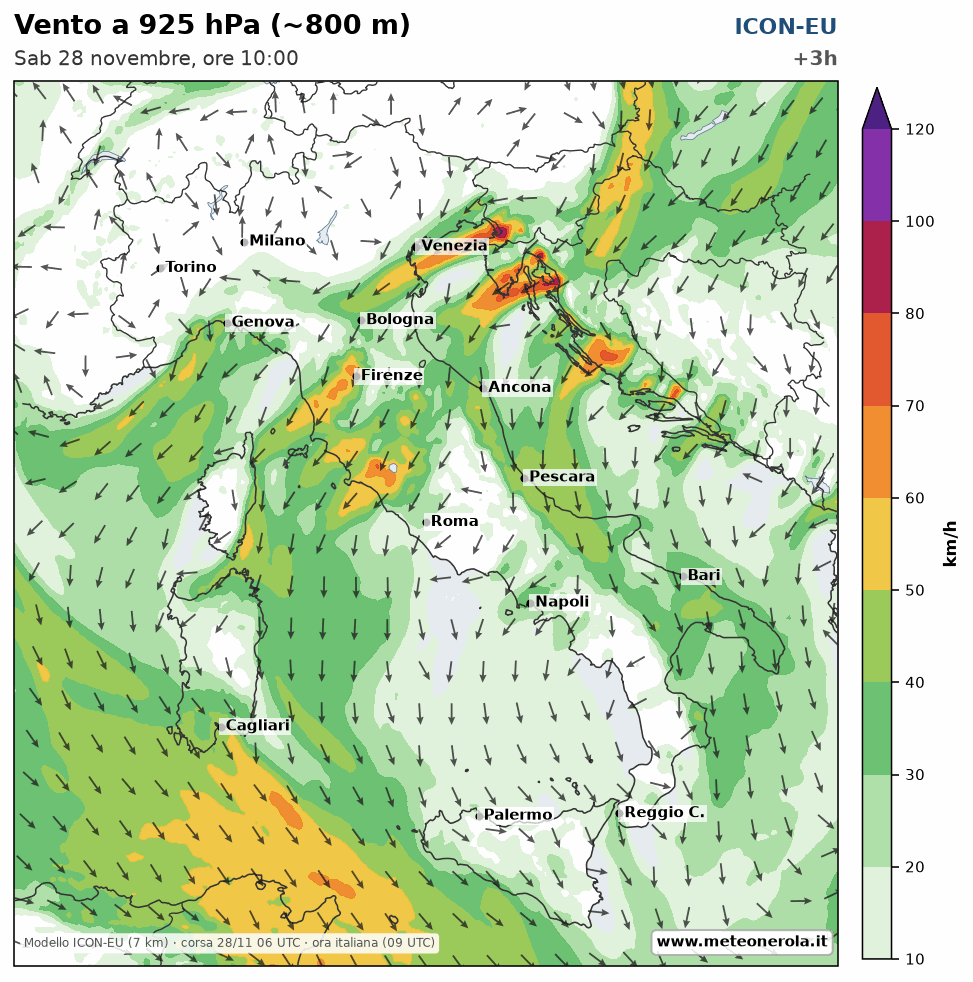 Vento a 925 hPa (~800 m)
ICON-EU
Sab 28 novembre, ore 10:00
+3h
120
100
80
70
60
50
40
30
20
10
km/h
Venezia
Milano
Torino
Genova
Bologna
Firenze
Ancona
Pescara
Roma
Bari
Napoli
Cagliari
Palermo
Reggio C.
Modello ICON-EU (7 km) · corsa 28/11 06 UTC · ora italiana (09 UTC)
www.meteonerola.it